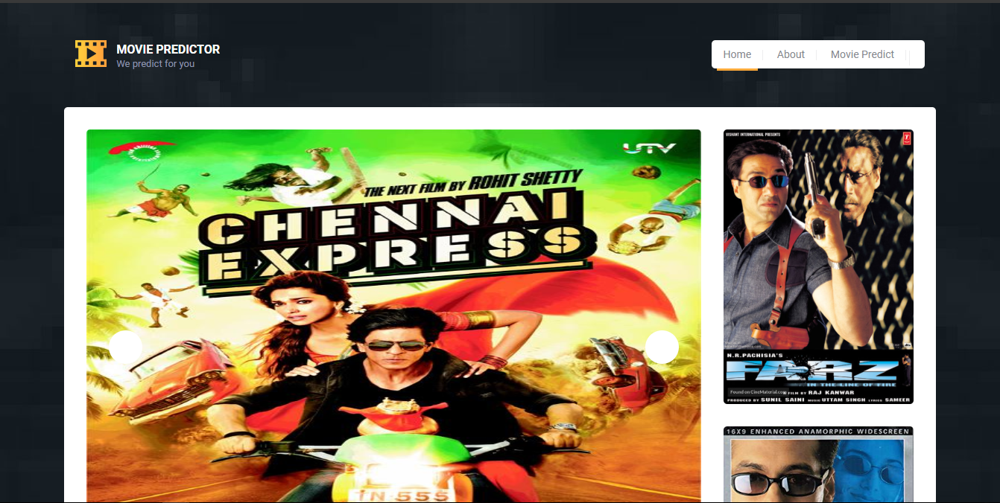 MOVIE PREDICTOR
We predict for you
Home
About
Movie Predict
UTV
THE NEXT FILM BY ROHIT SHETTY
CHENNAI
EXPRESS
TN 555
VISHANT INTERNATIONAL PRESENTS
T
N.R.PACHISIA'S
FARZ
IN THE LINE OF FIRE
Found on CineMaterial.com
A FILM BY RAJ KANWAR
PRODUCED BY SUNIL SAINI MUSIC UTTAM SINGH LYRICS SAMEER
16X9 ENHANCED ANAMORPHIC WIDESCREEN